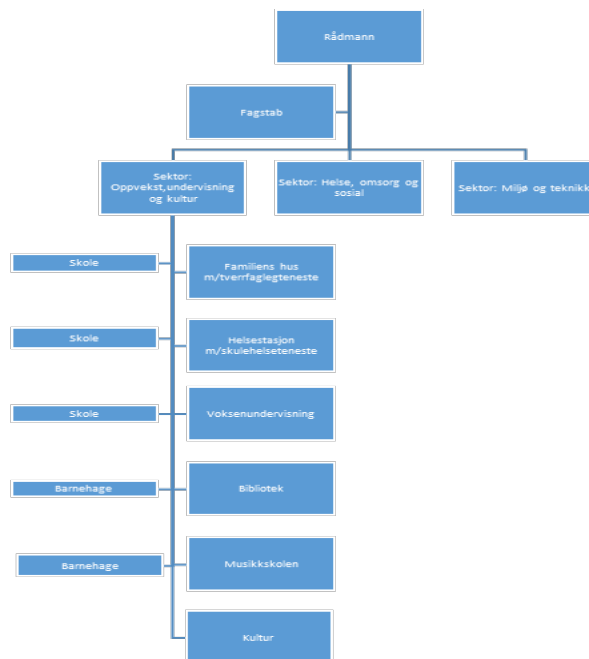 Rådmann
Fagstab
Sektor:
Oppvekst,undervisning
og kultur
Sektor: Helse, omsorg og
sosial
Sektor: Miljø og teknikk
Skole
Familiens hus
m/tverrfaglegteneste
Skole
Helsestasjon
m/skulehelseteneste
Skole
Voksenundervisning
Barnehage
Bibliotek
Barnehage
Musikkskolen
Kultur